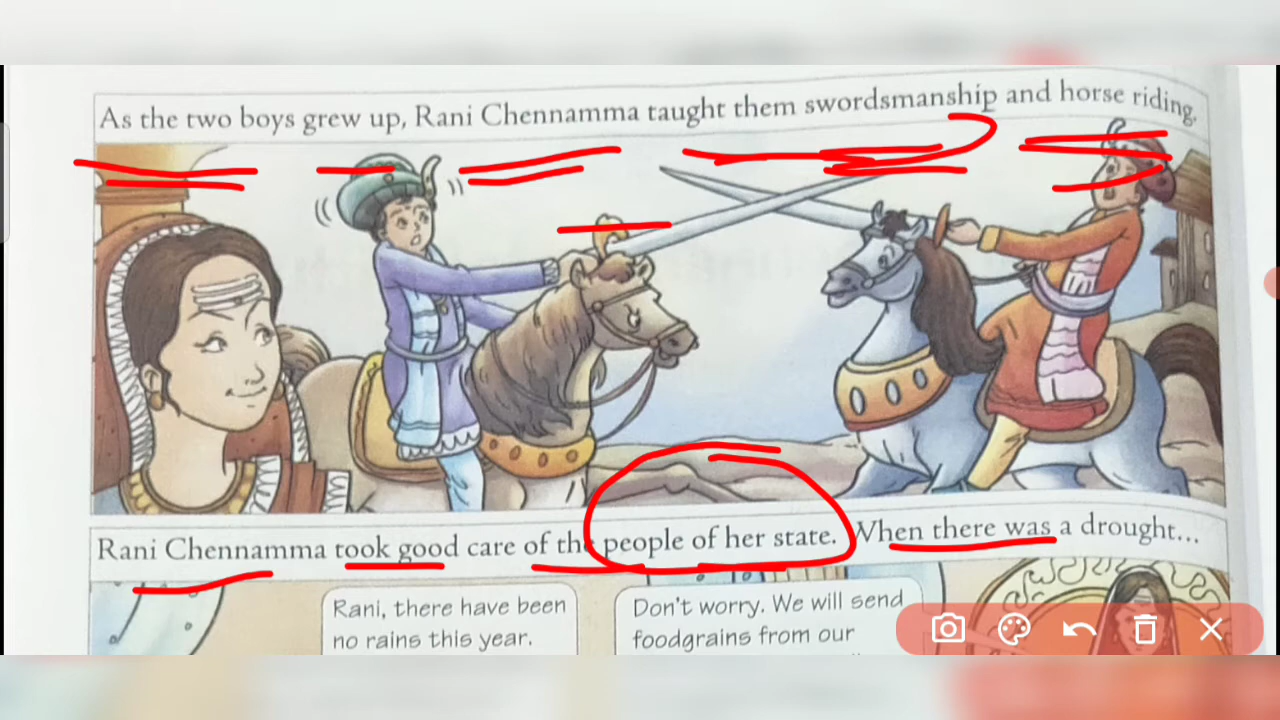 As the two boys grew up, Rani Chennamma taught them swordsmanship and horse riding.
Rani Chennamma took good care of the people of her state. When there was a drought...
Rani, there have been
no rains this year.
Don't worry. We will send
foodgrains from our